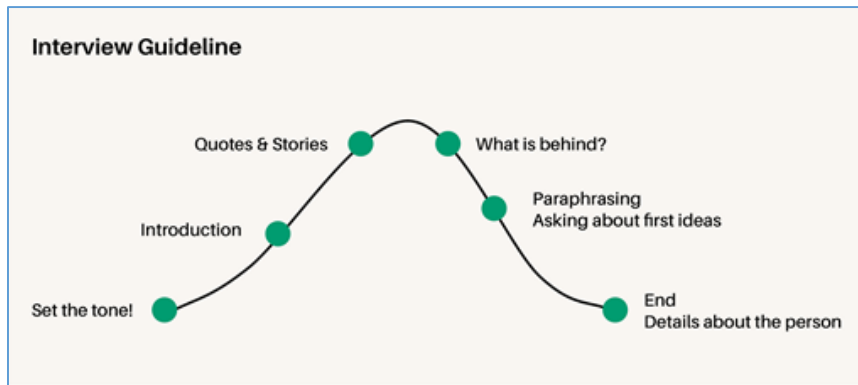 Interview Guideline
Set the tone!
Introduction
Quotes & Stories
What is behind?
Paraphrasing
Asking about first ideas
End
Details about the person